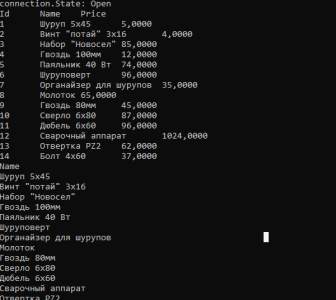 connection.State: Open
Id Name Price
1 Шуруп 5x45 5,0000
2 Винт "потай" 3x16 4,0000
3 Набор "Новосел" 85,0000
4 Гвоздь 100мм 12,0000
5 Паяльник 40 Вт 74,0000
6 Шуруповерт 96,0000
7 Органайзер для шурупов 35,0000
8 Молоток 65,0000
9 Гвоздь 80мм 45,0000
10 Сверло 6x80 87,0000
11 Дюбель 6x60 96,0000
12 Сварочный аппарат 1024,0000
13 Отвертка PZ2 62,0000
14 Болт 4x60 37,0000
Name
Шуруп 5x45
Винт "потай" 3x16
Набор "Новосел"
Гвоздь 100мм
Паяльник 40 Вт
Шуруповерт
Органайзер для шурупов
Молоток
Гвоздь 80мм
Сверло 6x80
Дюбель 6x60
Сварочный аппарат
Отвертка PZ2